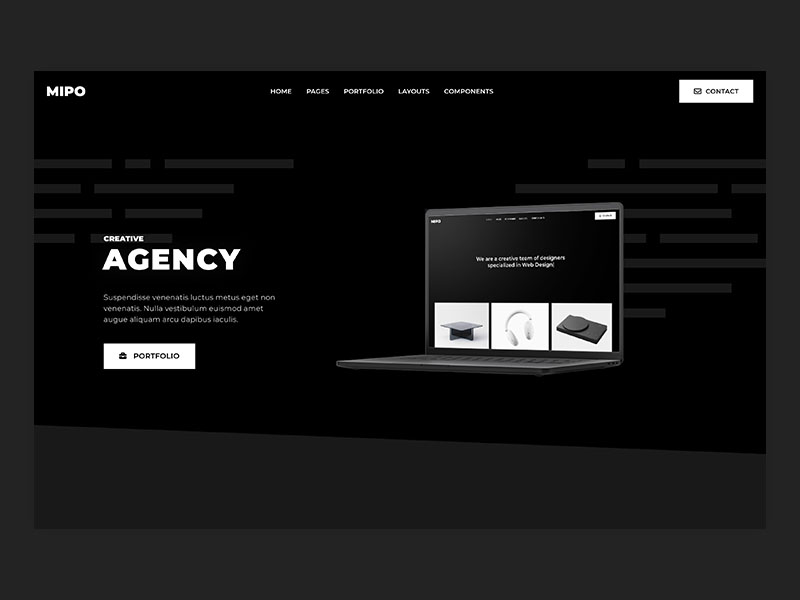 MIPO
HOME PAGES PORTFOLIO LAYOUTS COMPONENTS
CONTACT
CREATIVE
AGENCY
Suspendisse venenatis luctus metus eget non
venenatis. Nulla vestibulum euismod amet
augue aliquam arcu dapibus iaculis.
PORTFOLIO
MIPO
We are a creative team of designers
specialized in Web Design|